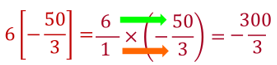 6[-50/3] = 6/1 × (-50/3) = -300/3